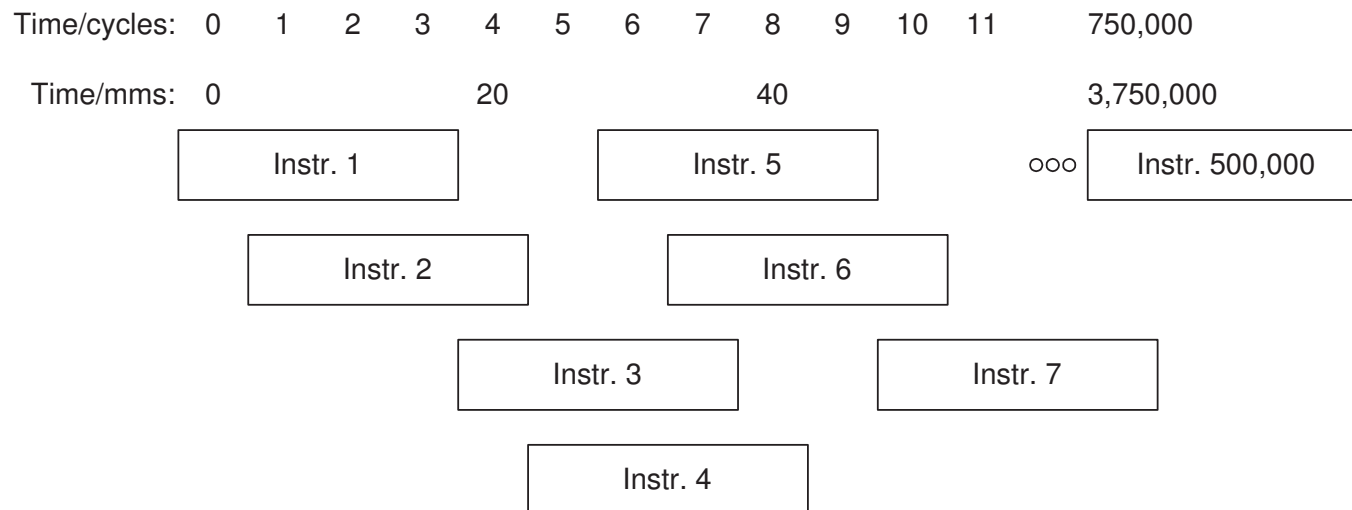 Time/cycles: 0 1 2 3 4 5 6 7 8 9 10 11 750,000
Time/mms: 0 20 40 3,750,000
Instr. 1 Instr. 5 ooo Instr. 500,000
Instr. 2 Instr. 6
Instr. 3 Instr. 7
Instr. 4